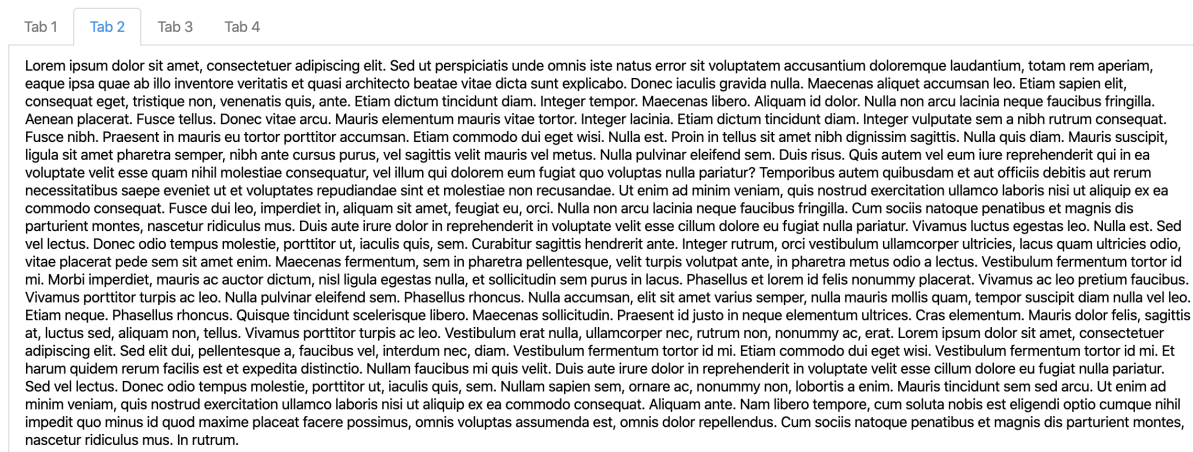 Tab 1 Tab 2 Tab 3 Tab 4
Lorem ipsum dolor sit amet, consectetuer adipiscing elit. Sed ut perspiciatis unde omnis iste natus error sit voluptatem accusantium doloremque laudantium, totam rem aperiam,
eaque ipsa quae ab illo inventore veritatis et quasi architecto beatae vitae dicta sunt explicabo. Donec iaculis gravida nulla. Maecenas aliquet accumsan leo. Etiam sapien elit,
consequat eget, tristique non, venenatis quis, ante. Etiam dictum tincidunt diam. Integer tempor. Maecenas libero. Aliquam id dolor. Nulla non arcu lacinia neque faucibus fringilla.
Aenean placerat. Fusce tellus. Donec vitae arcu. Mauris elementum mauris vitae tortor. Integer lacinia. Etiam dictum tincidunt diam. Integer vulputate sem a nibh rutrum consequat.
Fusce nibh. Praesent in mauris eu tortor porttitor accumsan. Etiam commodo dui eget wisi. Nulla est. Proin in tellus sit amet nibh dignissim sagittis. Nulla quis diam. Mauris suscipit,
ligula sit amet pharetra semper, nibh ante cursus purus, vel sagittis velit mauris vel metus. Nulla pulvinar eleifend sem. Duis risus. Quis autem vel eum iure reprehenderit qui in ea
voluptate velit esse quam nihil molestiae consequatur, vel illum qui dolorem eum fugiat quo voluptas nulla pariatur? Temporibus autem quibusdam et aut officiis debitis aut rerum
necessitatibus saepe eveniet ut et voluptates repudiandae sint et molestiae non recusandae. Ut enim ad minim veniam, quis nostrud exercitation ullamco laboris nisi ut aliquip ex ea
commodo consequat. Fusce dui leo, imperdiet in, aliquam sit amet, feugiat eu, orci. Nulla non arcu lacinia neque faucibus fringilla. Cum sociis natoque penatibus et magnis dis
parturient montes, nascetur ridiculus mus. Duis aute irure dolor in reprehenderit in voluptate velit esse cillum dolore eu fugiat nulla pariatur. Vivamus luctus egestas leo. Nulla est. Sed
vel lectus. Donec odio tempus molestie, porttitor ut, iaculis quis, sem. Curabitur sagittis hendrerit ante. Integer rutrum, orci vestibulum ullamcorper ultricies, lacus quam ultricies odio,
vitae placerat pede sem sit amet enim. Maecenas fermentum, sem in pharetra pellentesque, velit turpis volutpat ante, in pharetra metus odio a lectus. Vestibulum fermentum tortor id
mi. Morbi imperdiet, mauris ac auctor dictum, nisl ligula egestas nulla, et sollicitudin sem purus in lacus. Phasellus et lorem id felis nonummy placerat. Vivamus ac leo pretium faucibus.
Vivamus porttitor turpis ac leo. Nulla pulvinar eleifend sem. Phasellus rhoncus. Nulla accumsan, elit sit amet varius semper, nulla mauris mollis quam, tempor suscipit diam nulla vel leo.
Etiam neque. Phasellus rhoncus. Quisque tincidunt scelerisque libero. Maecenas sollicitudin. Praesent id justo in neque elementum ultrices. Cras elementum. Mauris dolor felis, sagittis
at, luctus sed, aliquam non, tellus. Vivamus porttitor turpis ac leo. Vestibulum erat nulla, ullamcorper nec, rutrum non, nonummy ac, erat. Lorem ipsum dolor sit amet, consectetuer
adipiscing elit. Sed elit dui, pellentesque a, faucibus vel, interdum nec, diam. Vestibulum fermentum tortor id mi. Etiam commodo dui eget wisi. Vestibulum fermentum tortor id mi. Et
harum quidem rerum facilis est et expedita distinctio. Nullam faucibus mi quis velit. Duis aute irure dolor in reprehenderit in voluptate velit esse cillum dolore eu fugiat nulla pariatur.
Sed vel lectus. Donec odio tempus molestie, porttitor ut, iaculis quis, sem. Nullam sapien sem, ornare ac, nonummy non, lobortis a enim. Mauris tincidunt sem sed arcu. Ut enim ad
minim veniam, quis nostrud exercitation ullamco laboris nisi ut aliquip ex ea commodo consequat. Aliquam ante. Nam libero tempore, cum soluta nobis est eligendi optio cumque nihil
impedit quo minus id quod maxime placeat facere possimus, omnis voluptas assumenda est, omnis dolor repellendus. Cum sociis natoque penatibus et magnis dis parturient montes,
nascetur ridiculus mus. In rutrum.